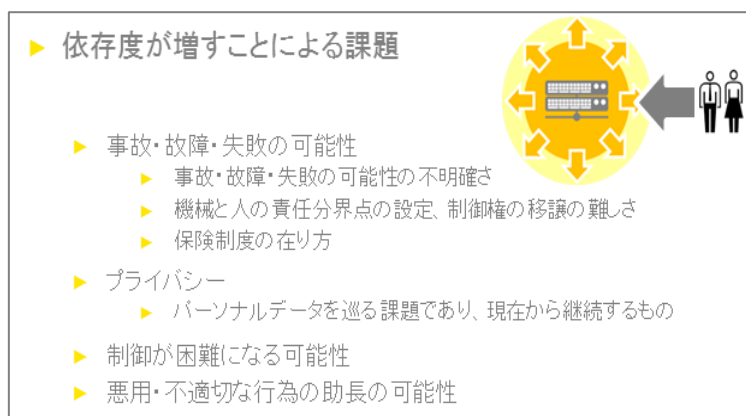 依存度が増すことによる課題
事故・故障・失敗の可能性
事故・故障・失敗の可能性の不明確さ
機械と人の責任分界点の設定、制御権の移譲の難しさ
保険制度の在り方
プライバシー
パーソナルデータを巡る課題であり、現在から継続するもの
制御が困難になる可能性
悪用・不適切な行為の助長の可能性